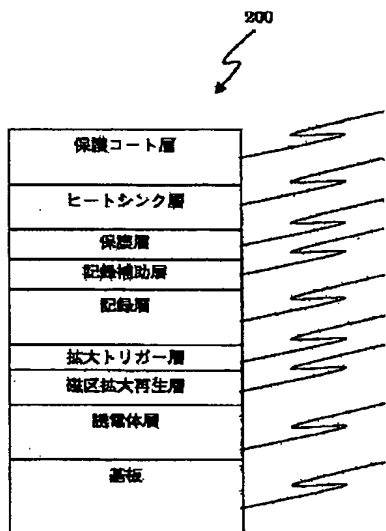 200
保護コート層
ヒートシンク層
保護層
記録補助層
記録層
拡大トリガー層
磁区拡大再生層
誘電体層
基板